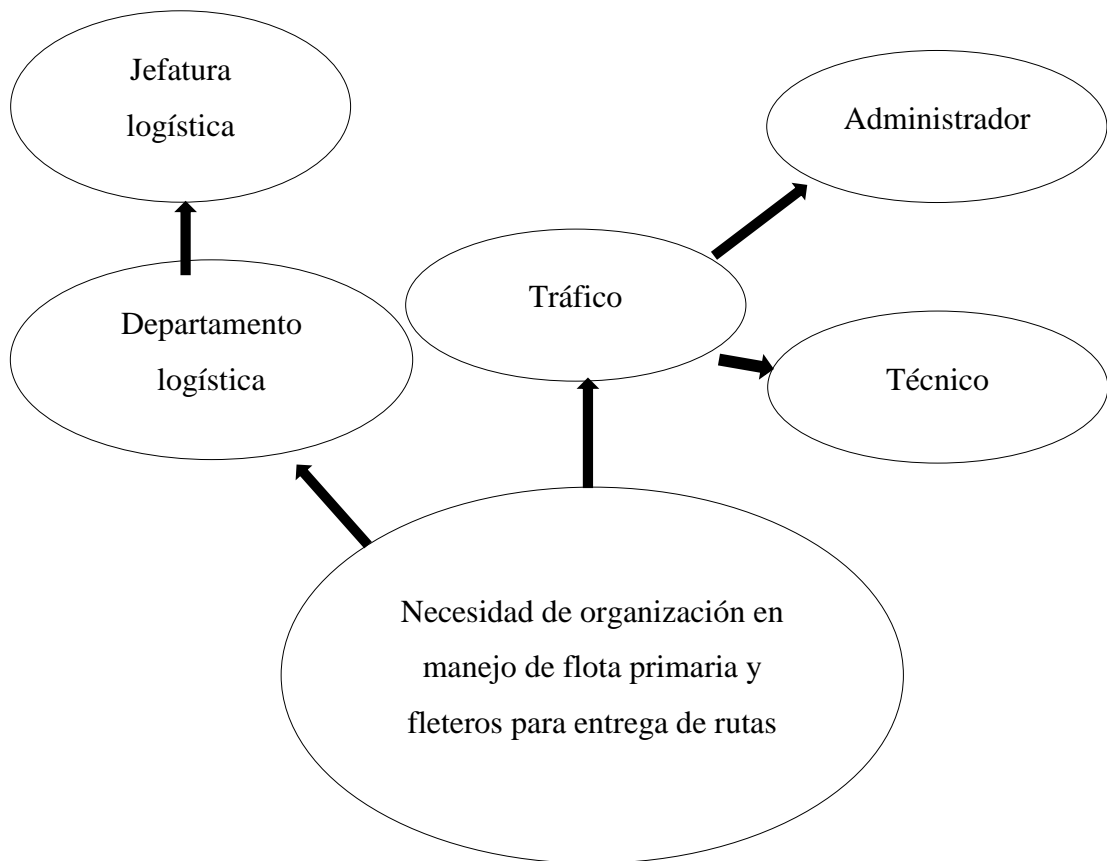 Jefatura
logística
Administrador
Tráfico
Departamento
logística
Técnico
Necesidad de organización en
manejo de flota primaria y
fleteros para entrega de rutas